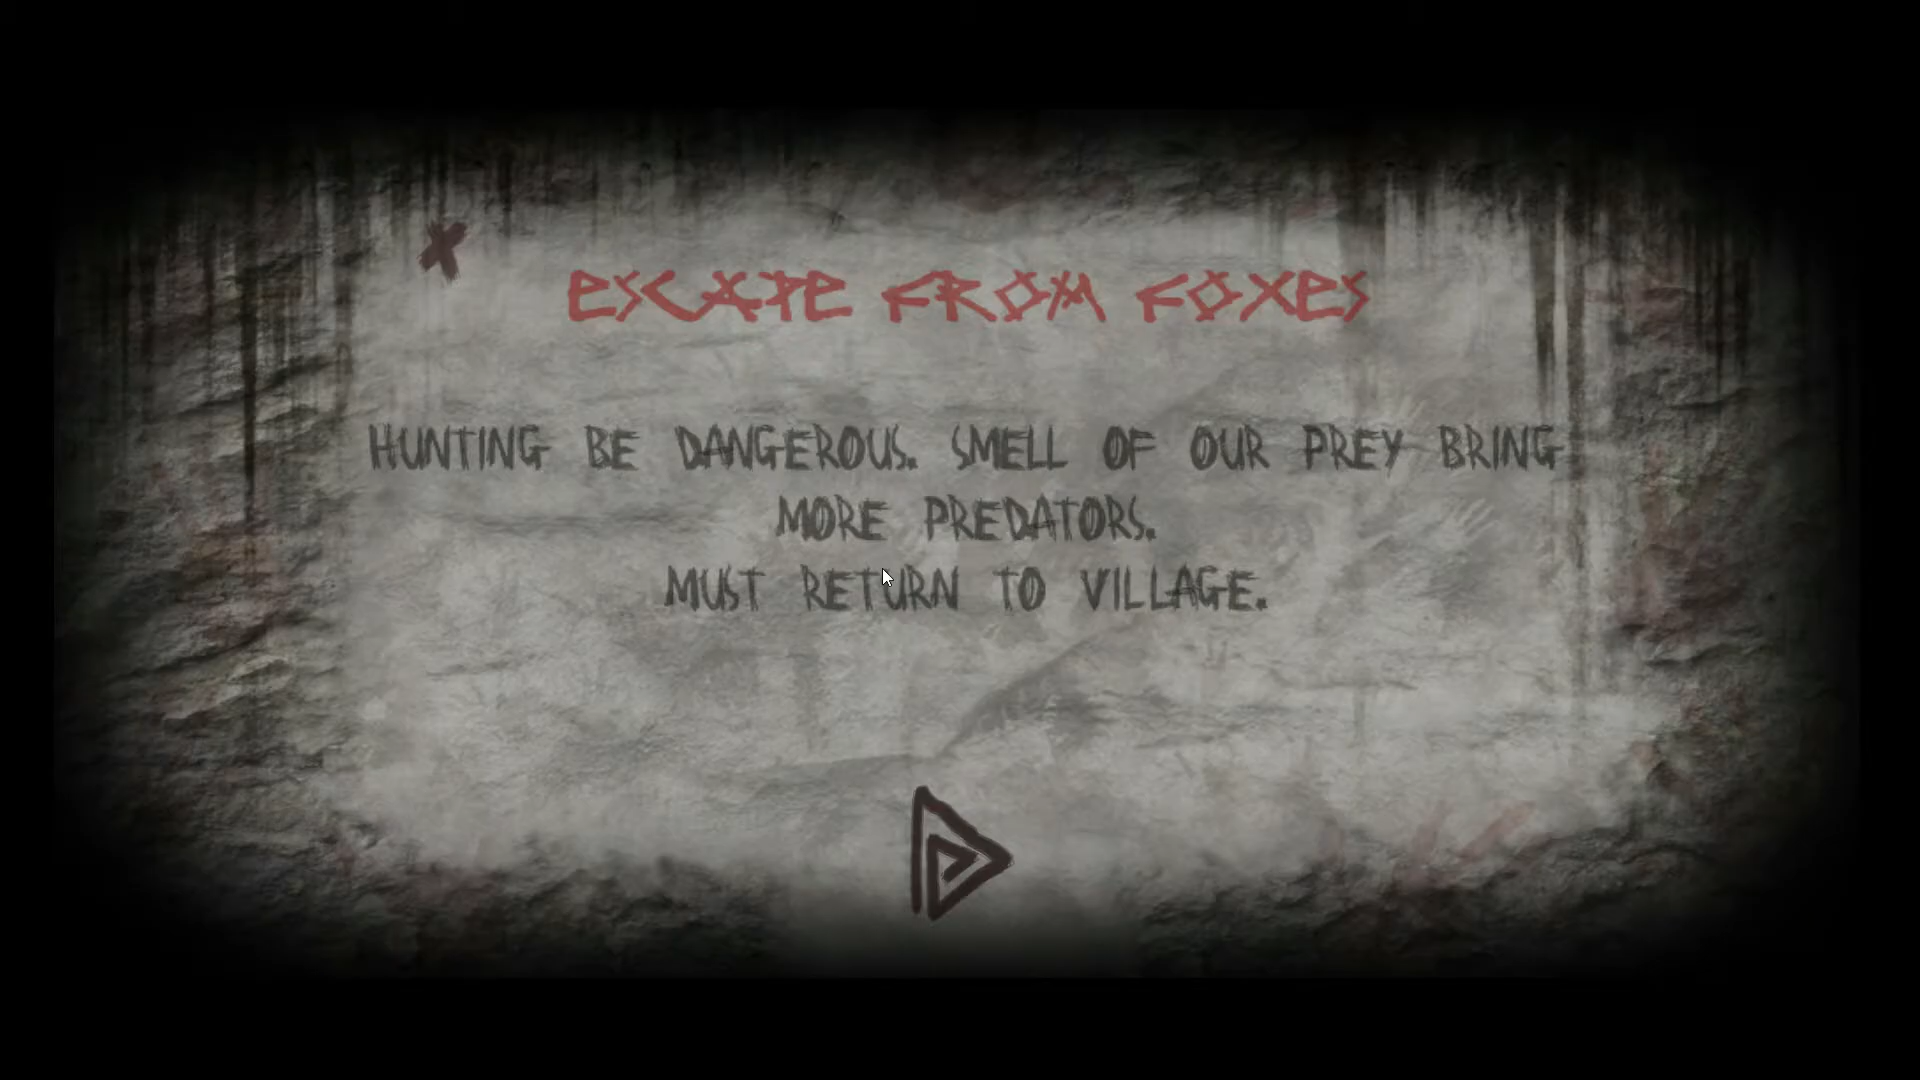 ESCAPE FROM FOXES
HUNTING BE DANGEROUS. SMELL OF OUR PREY BRING
MORE PREDATORS.
MUST RETURN TO VILLAGE.